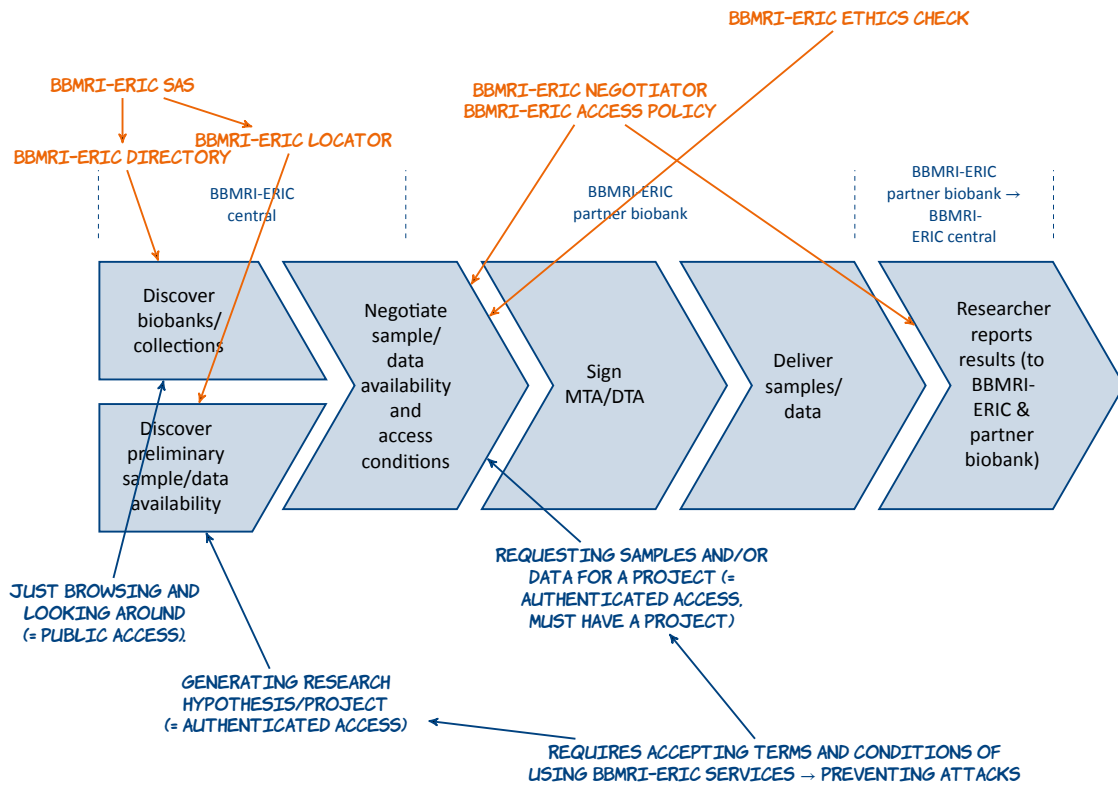 BBMRI-ERIC ETHICS CHECK
BBMRI-ERIC SAS
BBMRI-ERIC NEGOTIATOR
BBMRI-ERIC ACCESS POLICY
BBMRI-ERIC LOCATOR
BBMRI-ERIC DIRECTORY
BBMRI-ERIC
central
BBMRI-ERIC
partner biobank
BBMRI-ERIC
partner biobank →
BBMRI-
ERIC central
Discover
biobanks/
collections
Discover
preliminary
sample/data
availability
Negotiate
sample/
data
availability
and
access
conditions
Sign
MTA/DTA
Deliver
samples/
data
Researcher
reports
results (to
BBMRI-
ERIC &
partner
biobank)
JUST BROWSING AND
LOOKING AROUND
(= PUBLIC ACCESS).
REQUESTING SAMPLES AND/OR
DATA FOR A PROJECT (=
AUTHENTICATED ACCESS,
MUST HAVE A PROJECT)
GENERATING RESEARCH
HYPOTHESIS/PROJECT
(= AUTHENTICATED ACCESS)
REQUIRES ACCEPTING TERMS AND CONDITIONS OF
USING BBMRI-ERIC SERVICES → PREVENTING ATTACKS